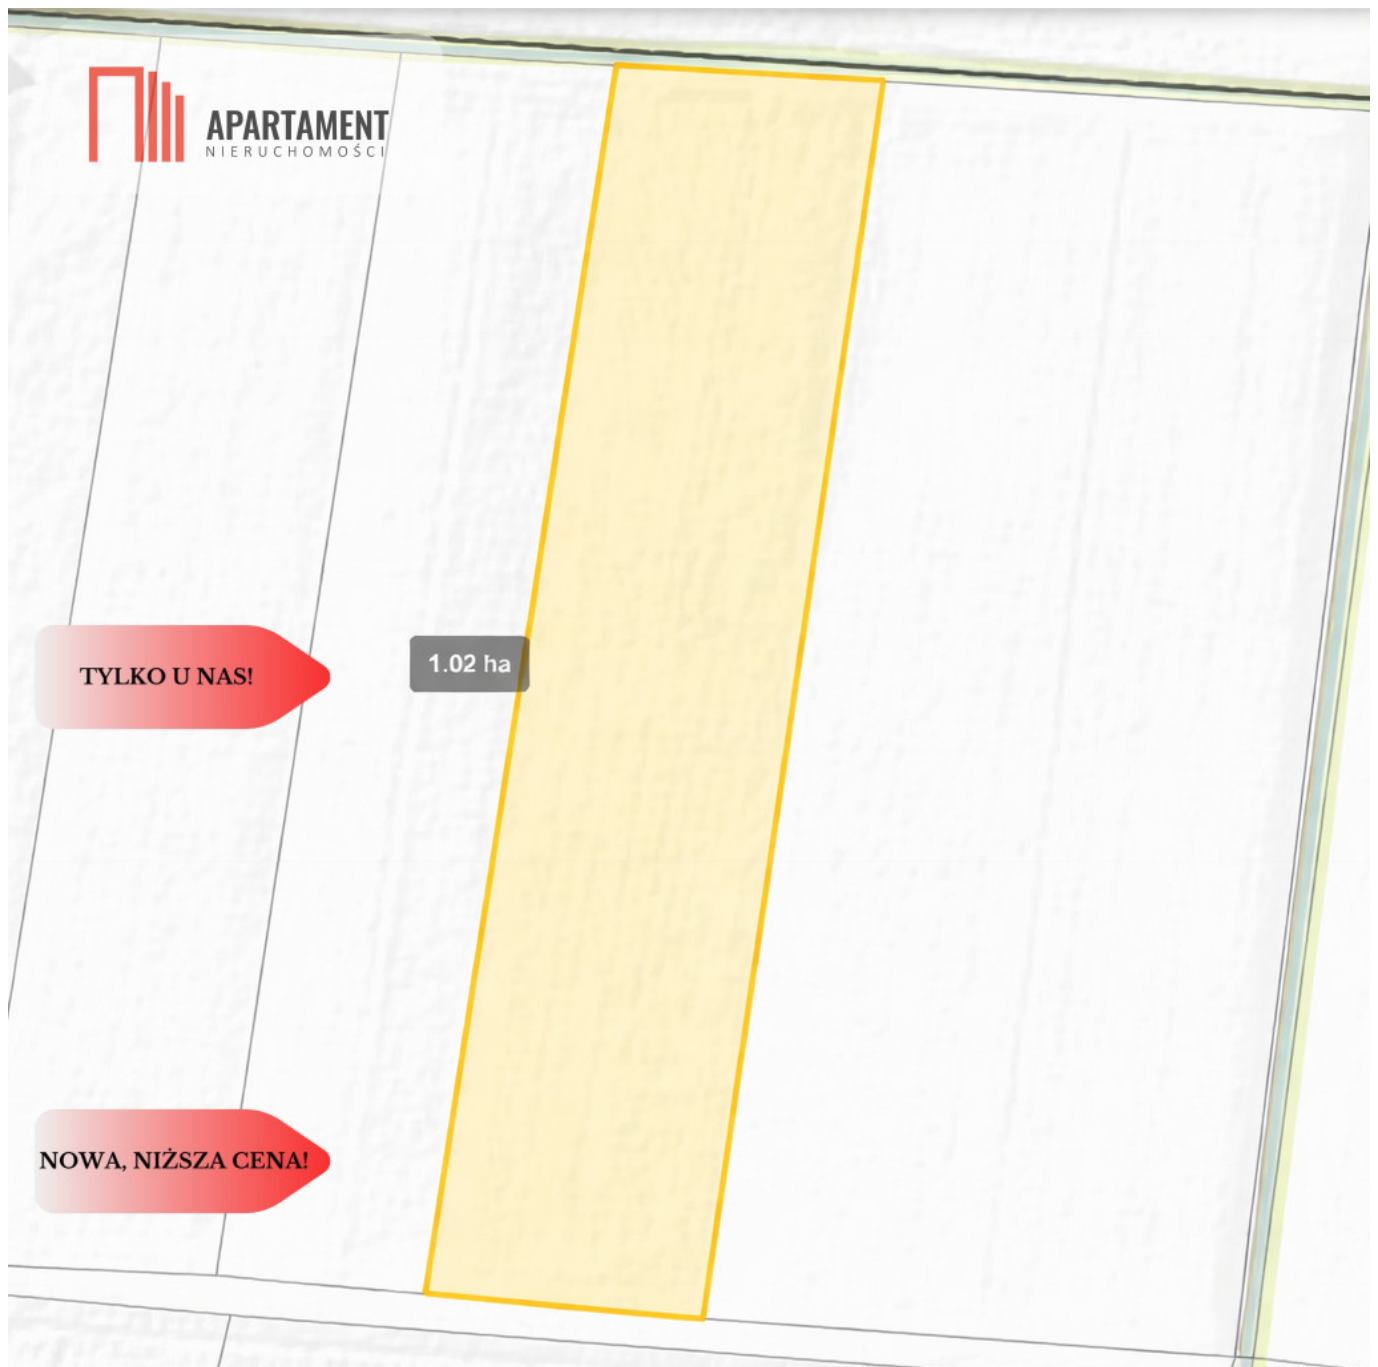 APARTAMENT
NIERUCHOMOŚCI
TYLKO U NAS!
1.02 ha
NOWA, NIŻSZA CENA!